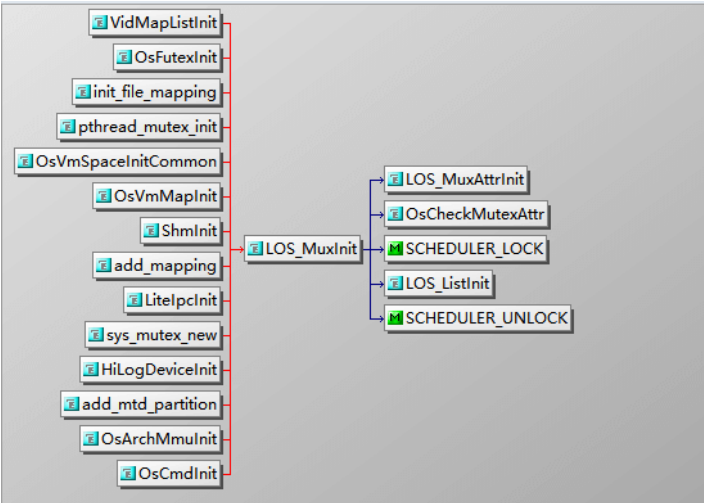 VidMapListInit
OsFutexInit
init_file_mapping
pthread_mutex_init
OsVmSpaceInitCommon
OsVmMapInit
ShmInit
add_mapping
LiteIpcInit
sys_mutex_new
HiLogDeviceInit
add_mtd_partition
OsArchMmuInit
OsCmdInit
LOS_MuxInit
LOS_MuxAttrInit
OsCheckMutexAttr
M SCHEDULER_LOCK
LOS_ListInit
M SCHEDULER_UNLOCK